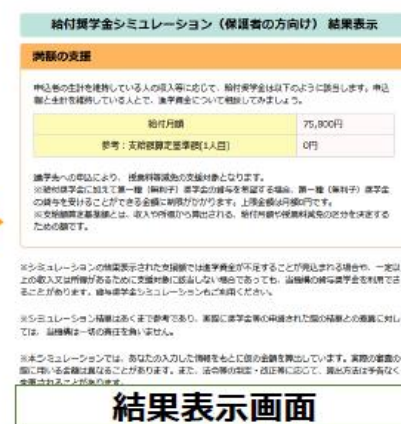 給付奨学金シミュレーション（保護者の方向け） 結果表示
満額の支援
申込者の生計を維持している人の収入等に応じて、給付奨学金は以下のように該当します。申込
者と生計を維持している人とで、進学資金について相談してみましょう。
給付月額 75,800円
参考：支給額算定基準額(1人目) 0円
進学先への申込により、授業料等減免の支援対象となります。
※給付奨学金に加えて第一種（無利子）奨学金の貸与を希望する場合、第一種（無利子）奨学金
の貸与を受けることができる金額に制限がかかります。上限金額は月額0円です。
※支給額算定基準額とは、収入や所得から算出される、給付月額や授業料減免の区分を決定する
ための額です。
※シミュレーションの結果表示された支援額では進学資金が不足することが見込まれる場合や、一定以
上の収入又は所得があるために支援対象に該当しない場合であっても、当機構の貸与奨学金を利用でき
ることがあります。貸与奨学金シミュレーションもご利用ください。
※シミュレーション結果はあくまで参考であり、実際に奨学金等の申請された際の結果との差異に対し
ては、当機構は一切の責任を負いません。
※本シミュレーションでは、あなたの入力した情報をもとに仮の金額を算出しています。実際の審査の
際に用いる金額は異なることがあります。また、法令等の制定・改正等に応じて、算出方法は予告なく
変更されることがあります。
結果表示画面